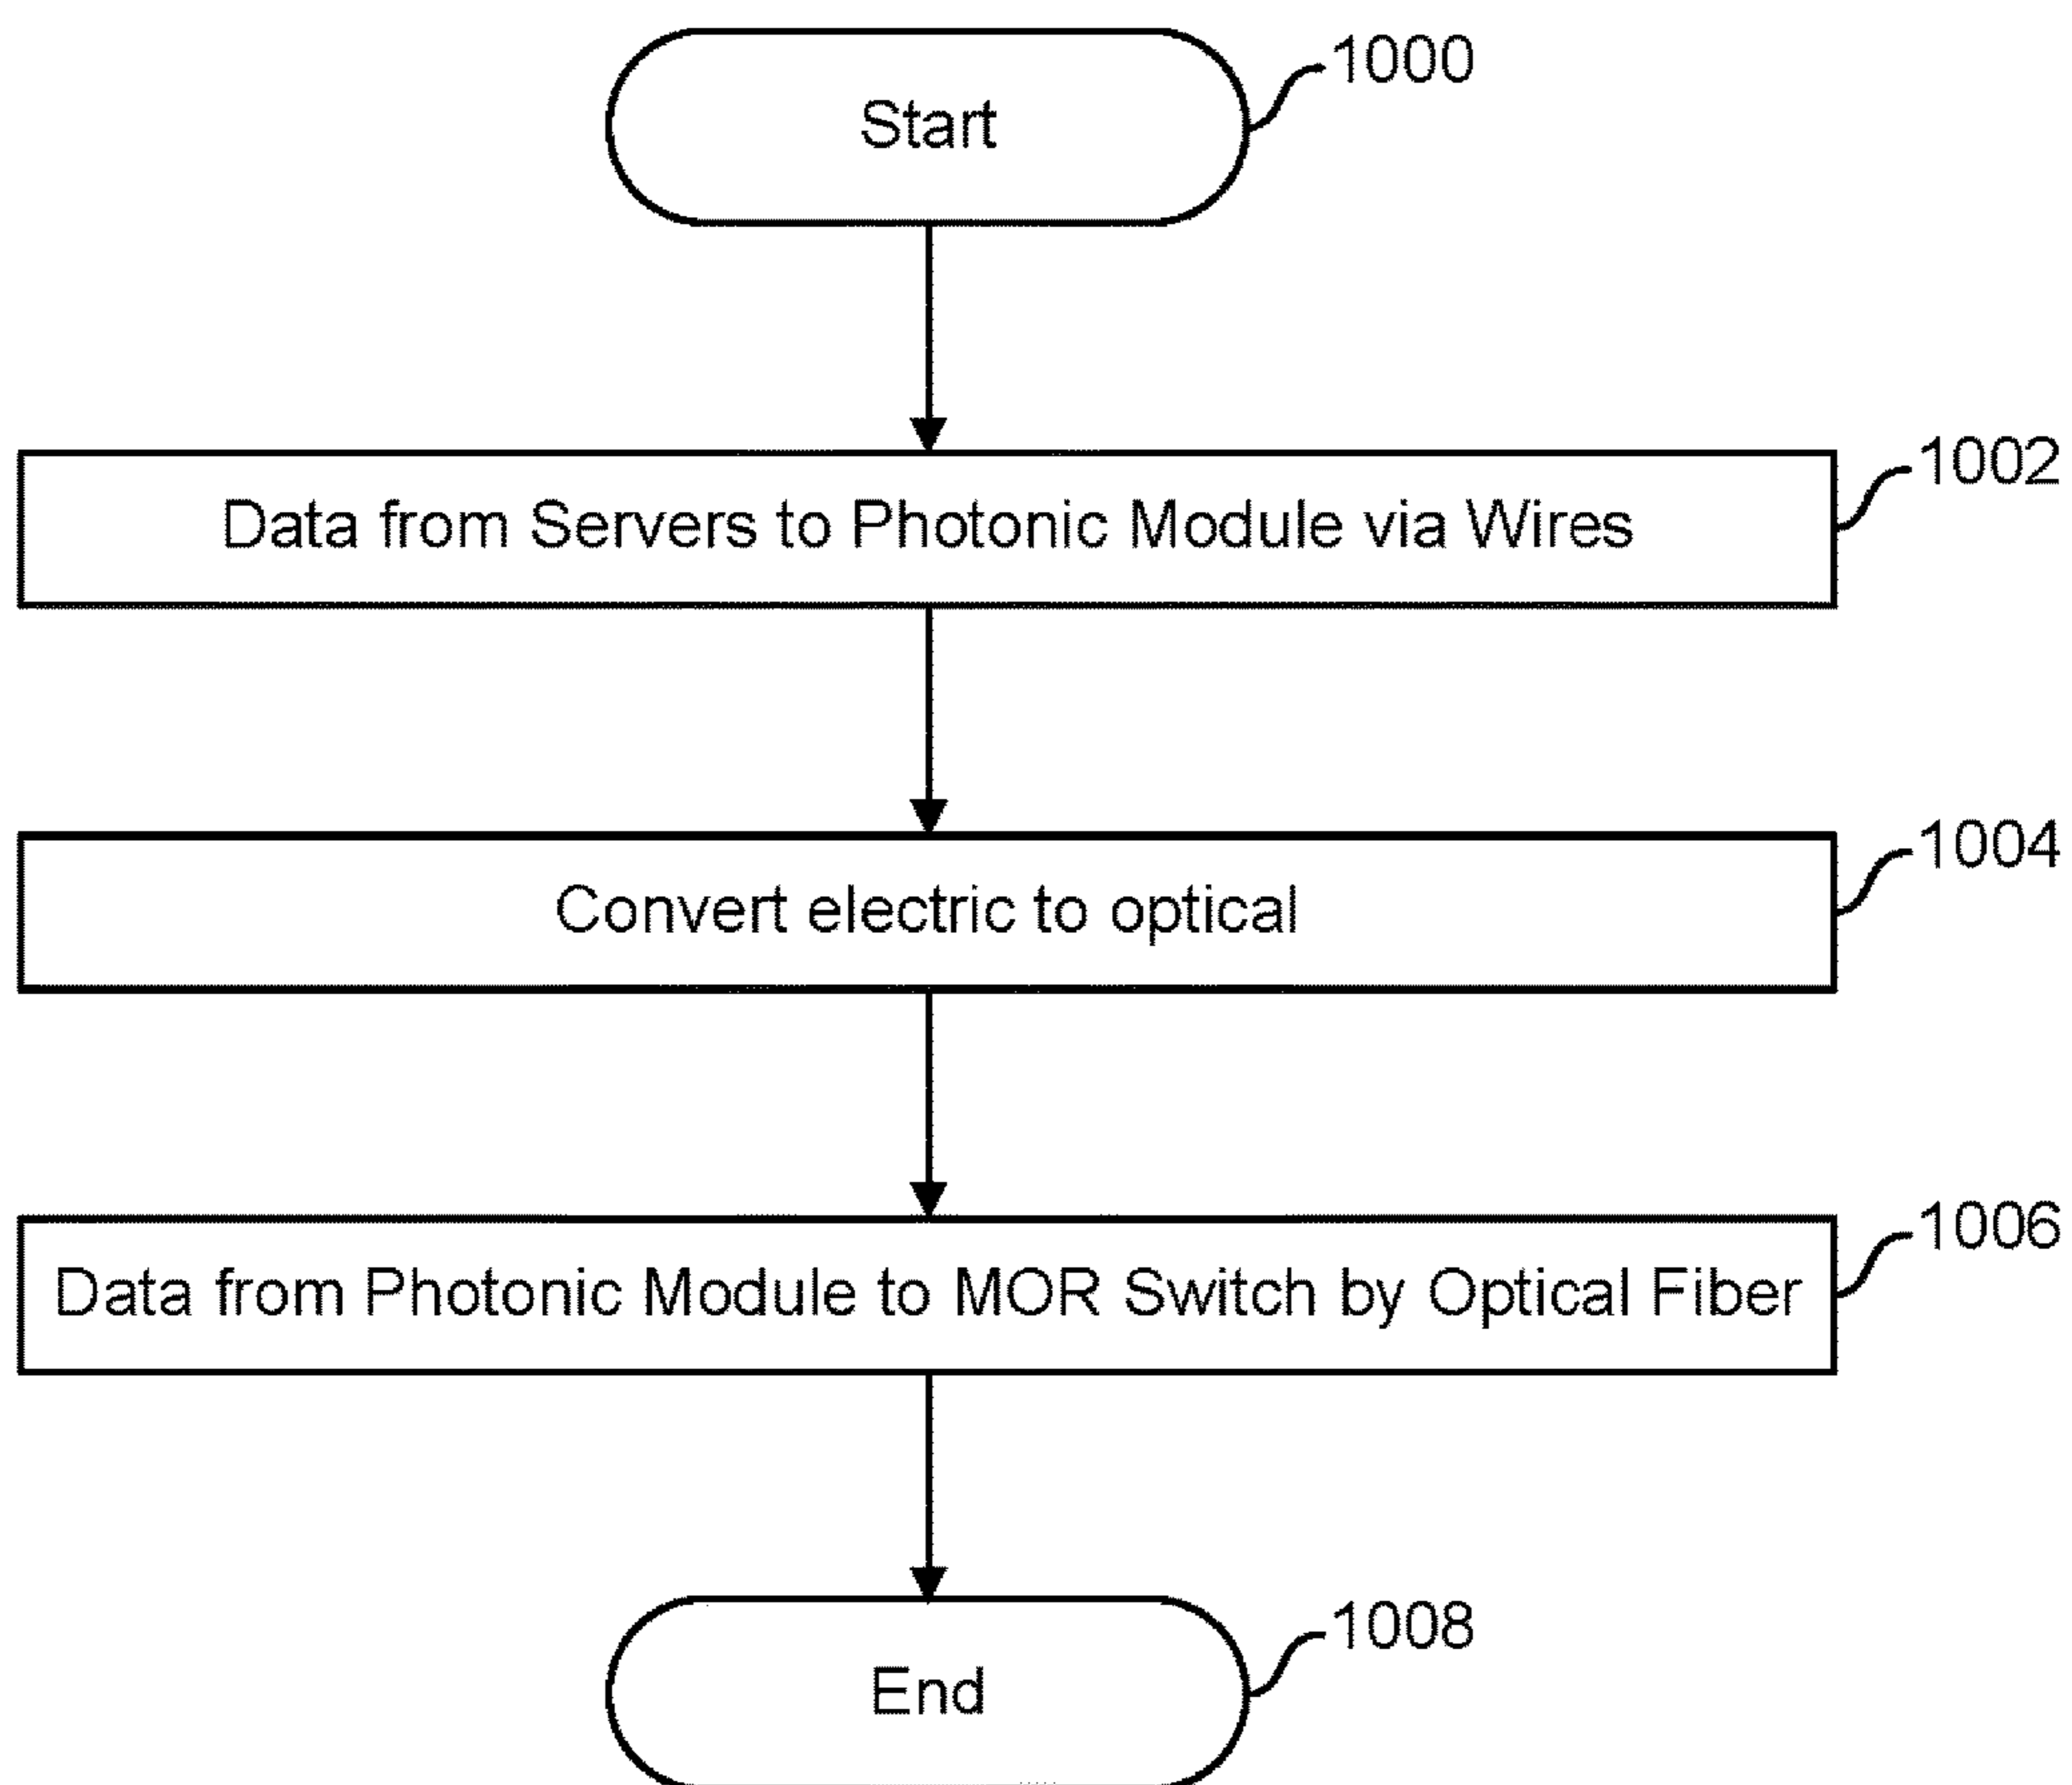 Start
1000
Data from Servers to Photonic Module via Wires
1002
Convert electric to optical
1004
Data from Photonic Module to MOR Switch by Optical Fiber
1006
End
1008